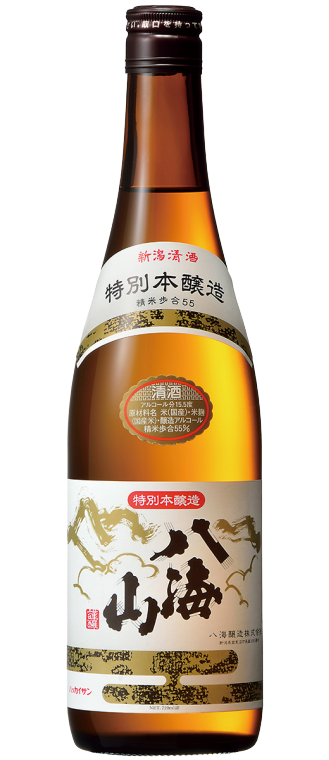 新潟清酒
特別本醸造
精米歩合55
清酒
アルコール分15.5度
原材料名 米(国産)・米麹
(国産米)・醸造アルコール
精米歩合55%
特別本醸造
八海山
八海醸造株式会
ハッカイサン